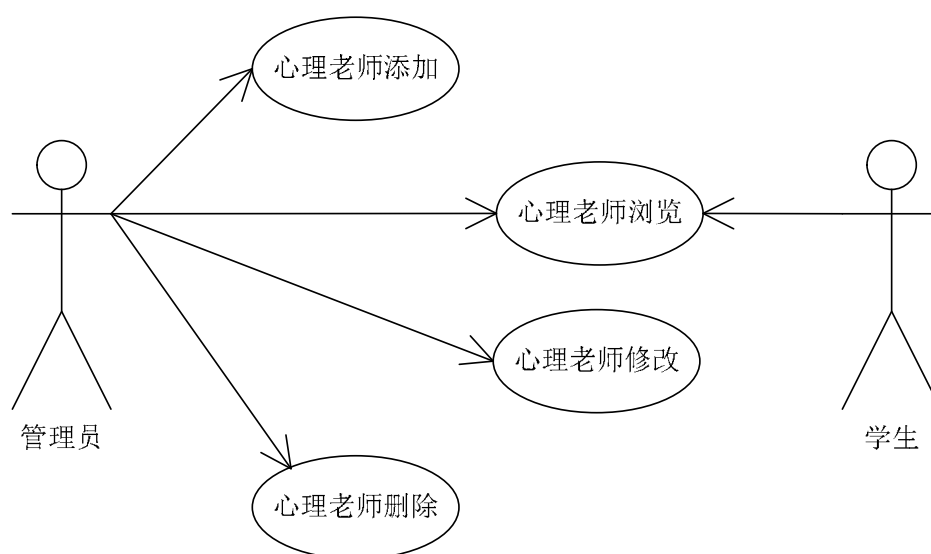 心理老师添加
心理老师浏览
心理老师修改
管理员
学生
心理老师删除